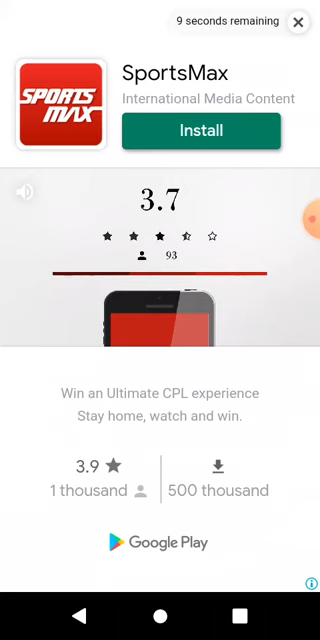 9 seconds remaining
SPORTS
MAX
SportsMax
International Media Content
Install
3.7
93
Win an Ultimate CPL experience
Stay home, watch and win.
3.9
1 thousand
500 thousand
Google Play